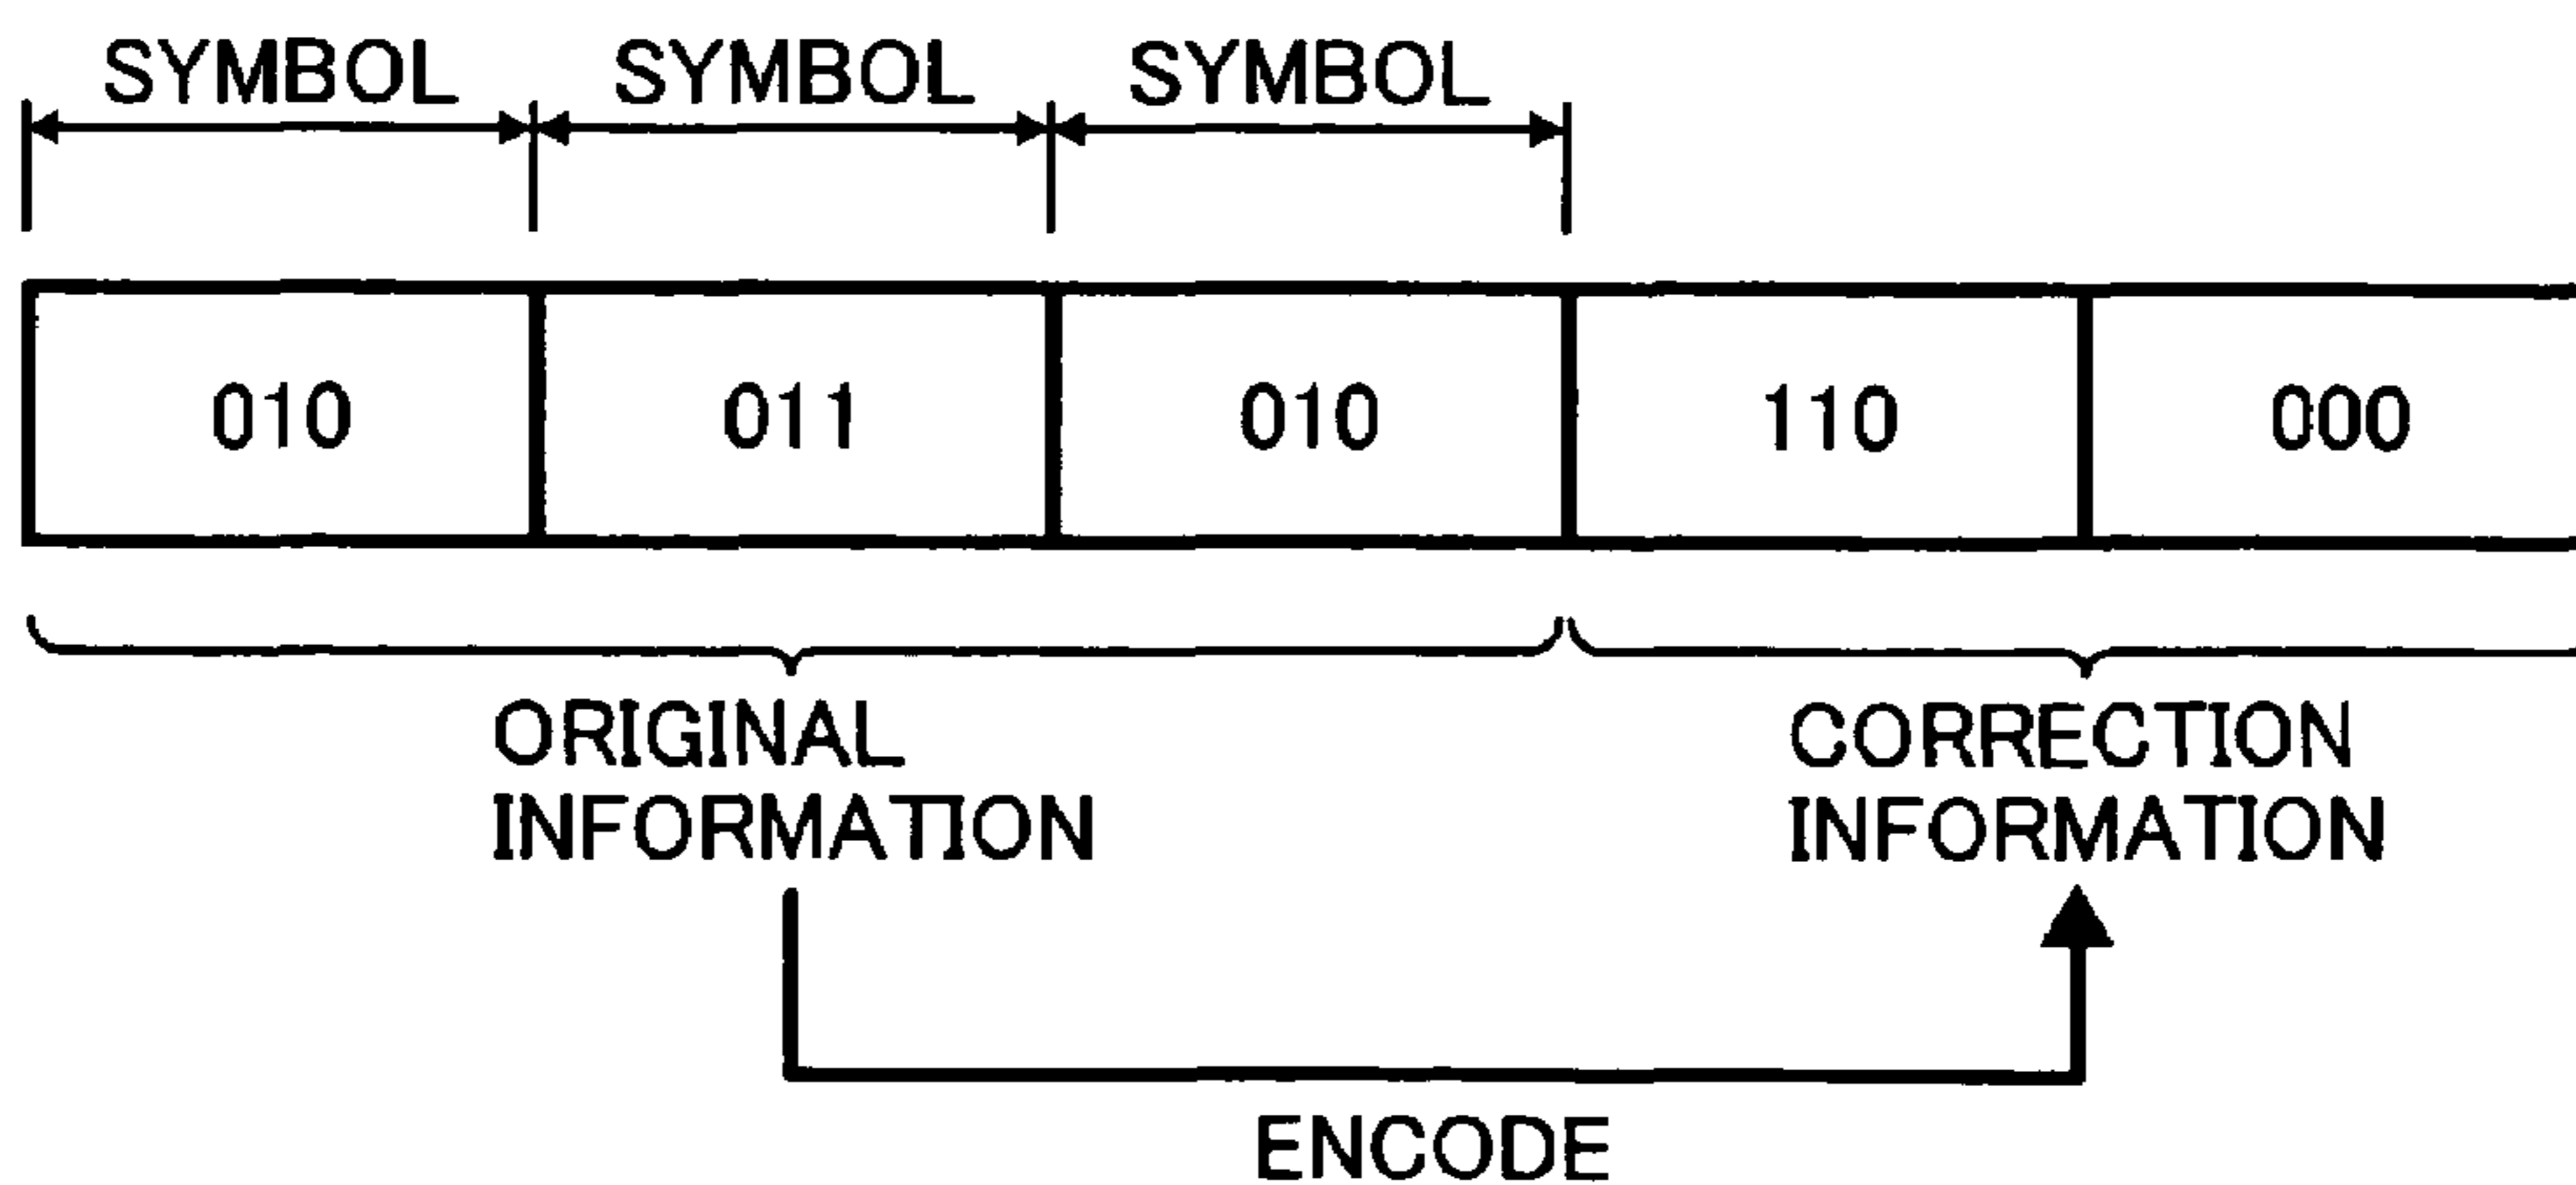 SYMBOL SYMBOL SYMBOL
010 011 010 110 000
ORIGINAL CORRECTION
INFORMATION INFORMATION
ENCODE